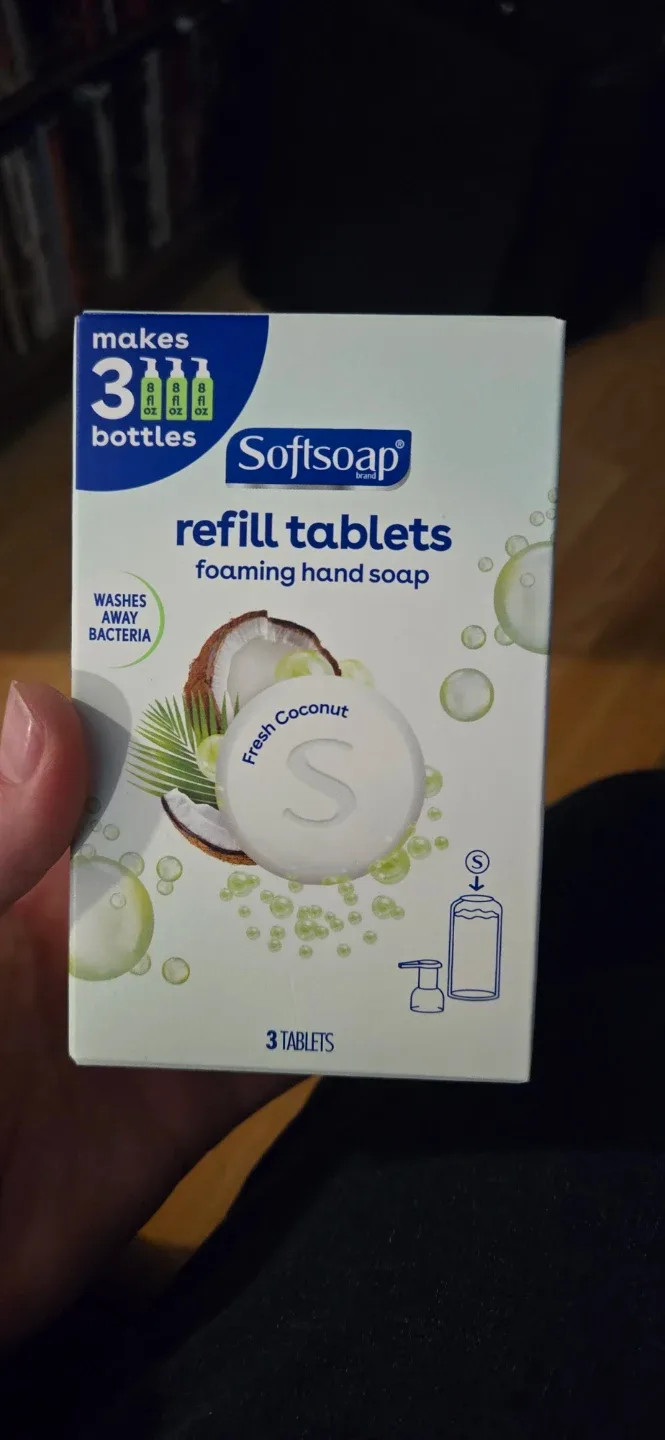 makes
3
8 fl oz 8 fl oz 8 fl oz
bottles
Softsoap®
brand
refill tablets
foaming hand soap
WASHES
AWAY
BACTERIA
Fresh Coconut
S
S
3 TABLETS